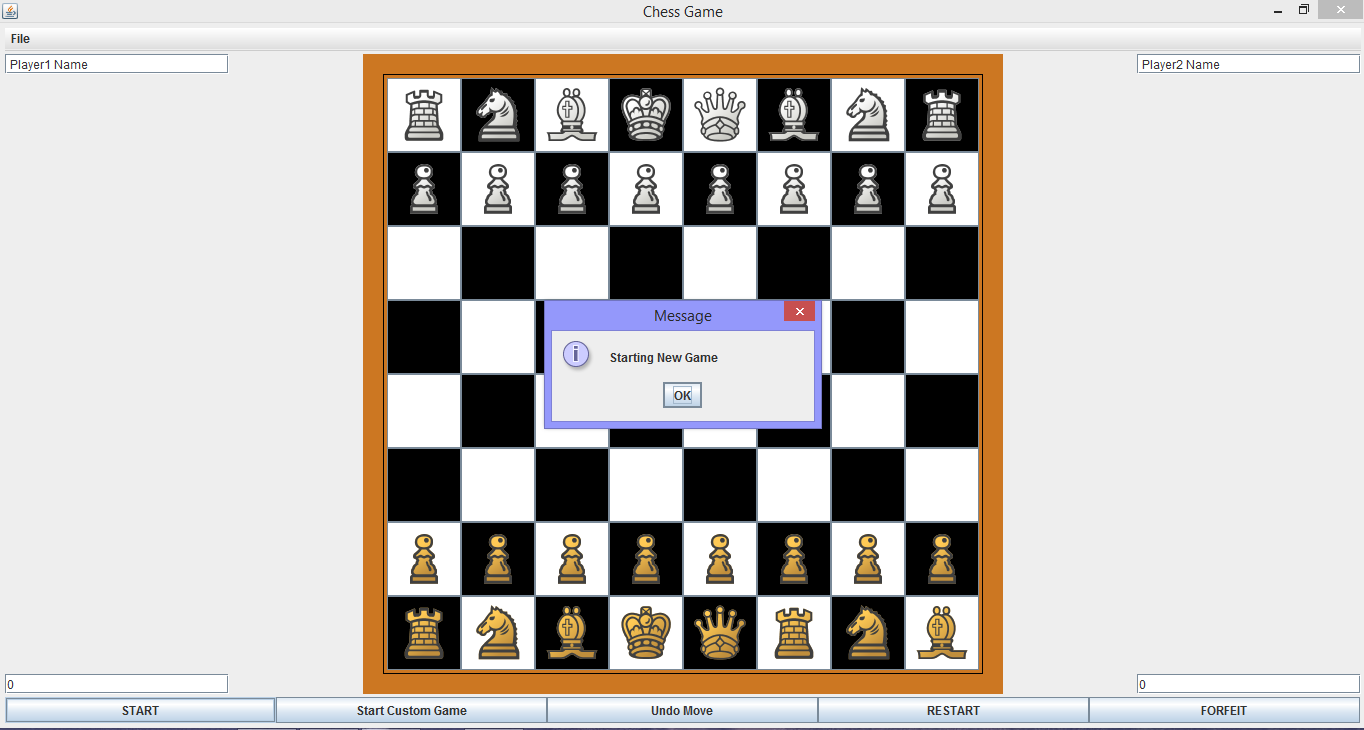 Chess Game
File
Player1 Name
Player2 Name
Message
i
Starting New Game
OK
0
0
START
Start Custom Game
Undo Move
RESTART
FORFEIT